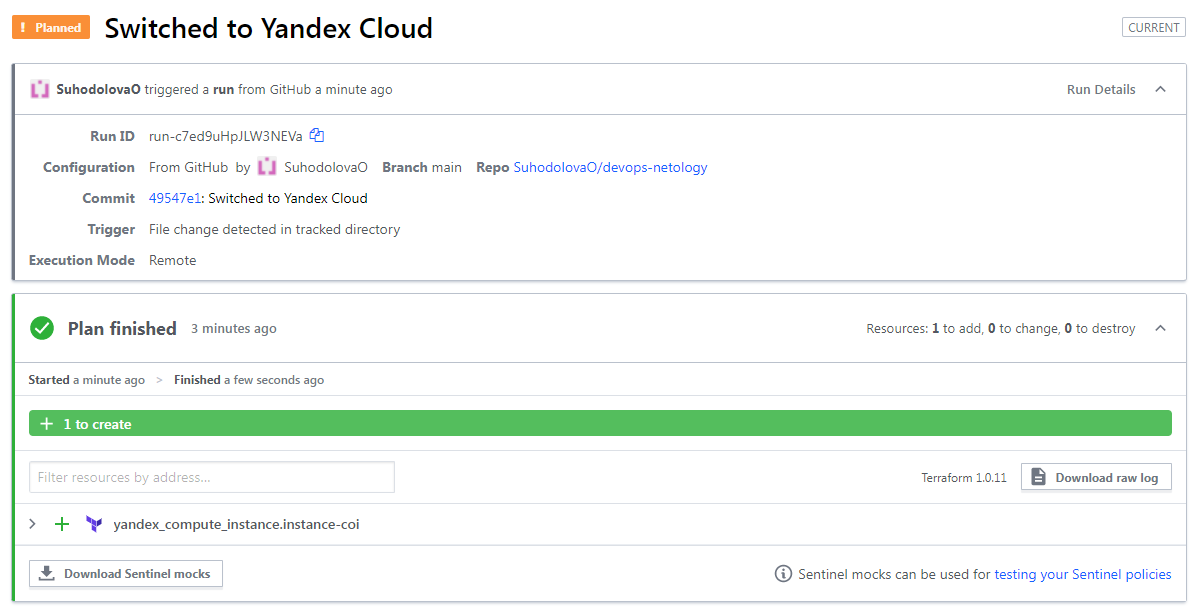 ! Planned Switched to Yandex Cloud CURRENT
SuhodolovaO triggered a run from GitHub a minute ago Run Details
Run ID run-c7ed9uHpJLW3NEVa
Configuration From GitHub by SuhodolovaO Branch main Repo SuhodolovaO/devops-netology
Commit 49547e1: Switched to Yandex Cloud
Trigger File change detected in tracked directory
Execution Mode Remote
Plan finished 3 minutes ago Resources: 1 to add, 0 to change, 0 to destroy
Started a minute ago > Finished a few seconds ago
+ 1 to create
Filter resources by address... Terraform 1.0.11 Download raw log
> + yandex_compute_instance.instance-coi
Download Sentinel mocks Sentinel mocks can be used for testing your Sentinel policies